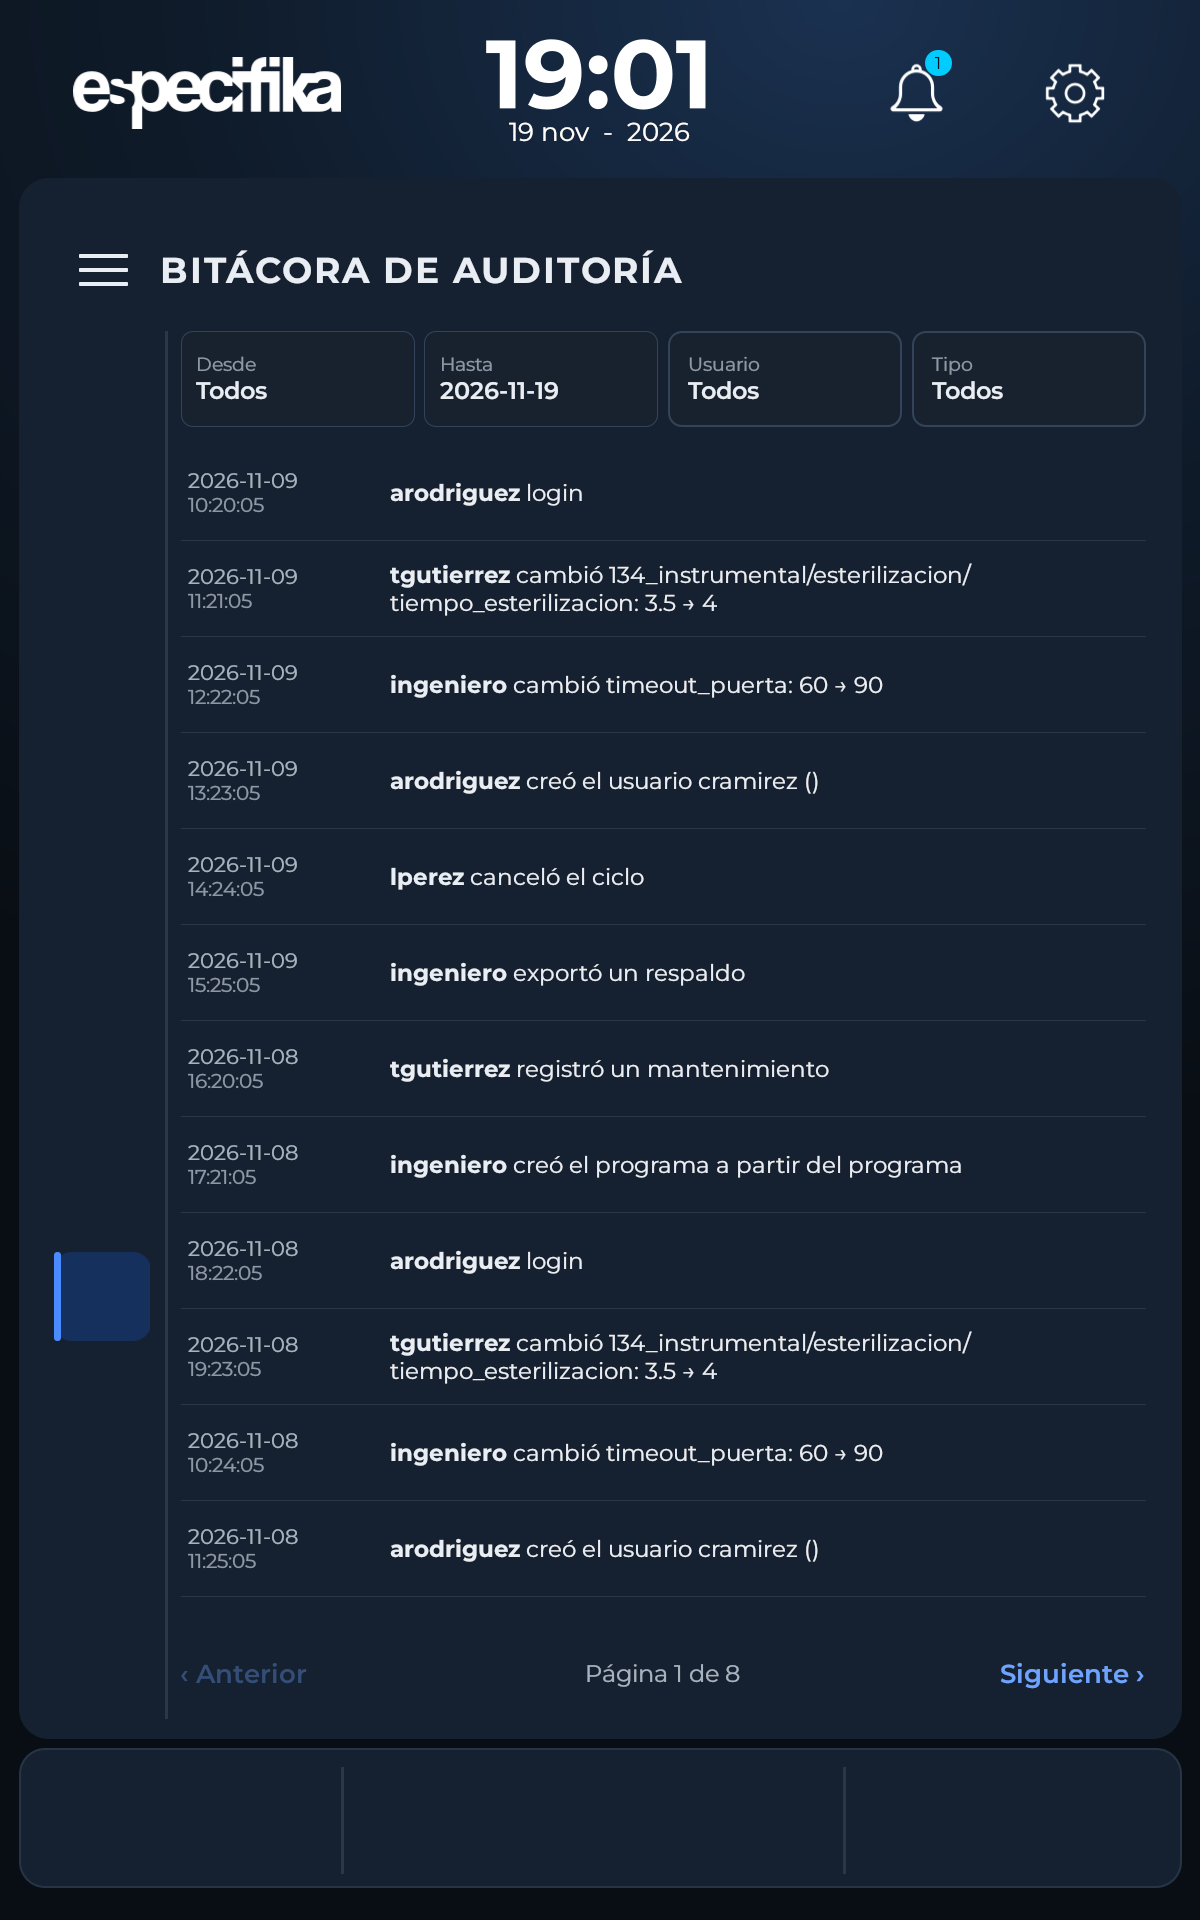 especifika
19:01
19 nov - 2026
1
BITÁCORA DE AUDITORÍA
Desde
Todos
Hasta
2026-11-19
Usuario
Todos
Tipo
Todos
2026-11-09
10:20:05
arodriguez login
2026-11-09
11:21:05
tgutierrez cambió 134_instrumental/esterilizacion/
tiempo_esterilizacion: 3.5 → 4
2026-11-09
12:22:05
ingeniero cambió timeout_puerta: 60 → 90
2026-11-09
13:23:05
arodriguez creó el usuario cramirez ()
2026-11-09
14:24:05
lperez canceló el ciclo
2026-11-09
15:25:05
ingeniero exportó un respaldo
2026-11-08
16:20:05
tgutierrez registró un mantenimiento
2026-11-08
17:21:05
ingeniero creó el programa a partir del programa
2026-11-08
18:22:05
arodriguez login
2026-11-08
19:23:05
tgutierrez cambió 134_instrumental/esterilizacion/
tiempo_esterilizacion: 3.5 → 4
2026-11-08
10:24:05
ingeniero cambió timeout_puerta: 60 → 90
2026-11-08
11:25:05
arodriguez creó el usuario cramirez ()
‹ Anterior
Página 1 de 8
Siguiente ›